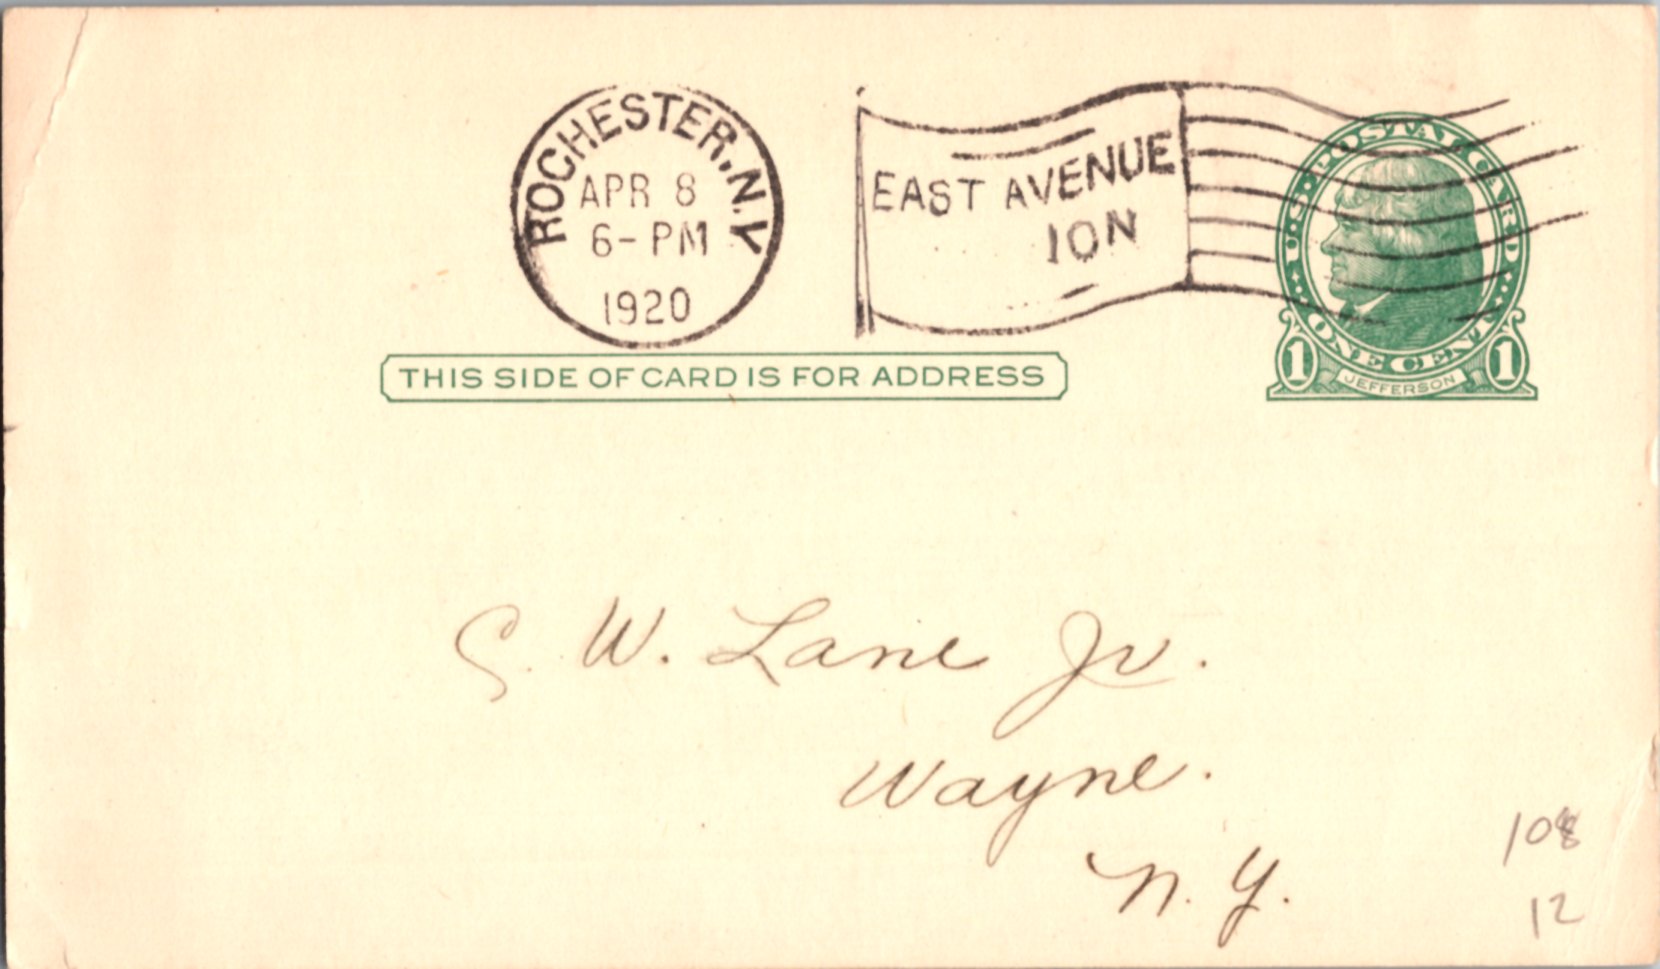 ROCHESTER, N.Y.
APR 8
6-PM
1920
EAST AVENUE
ION
U.S. POSTAL CARD
ONE CENT
1 JEFFERSON 1
THIS SIDE OF CARD IS FOR ADDRESS
W. Lane Jr.
Wayne.
N. Y.
108
12